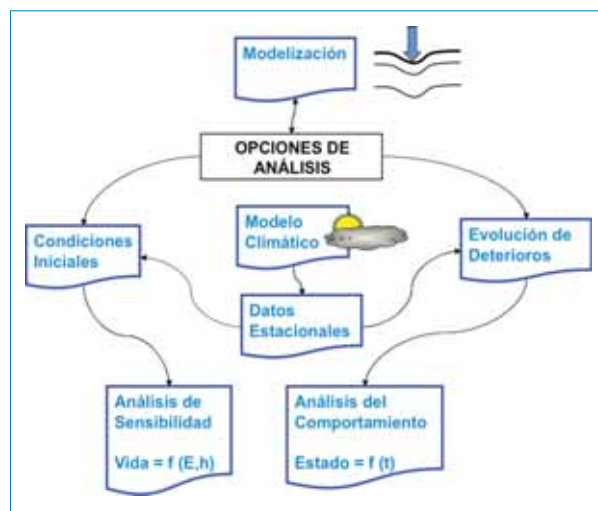 Modelización
OPCIONES DE
ANÁLISIS
Condiciones
Iniciales
Modelo
Climático
Evolución de
Deterioros
Datos
Estacionales
Análisis de
Sensibilidad
Vida = f (E,h)
Análisis del
Comportamiento
Estado = f (t)